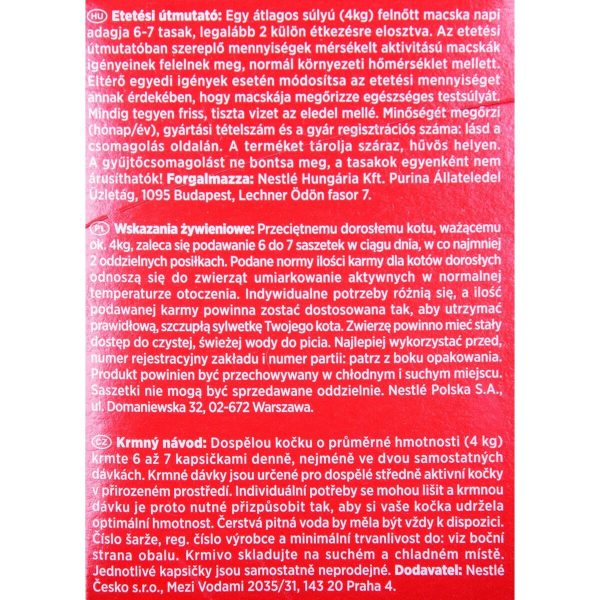 HU Etetési útmutató: Egy átlagos súlyú (4kg) felnőtt macska napi
adagja 6-7 tasak, legalább 2 külön étkezésre elosztva. Az etetési
útmutatóban szereplő mennyiségek mérsékelt aktivitású macskák
igényeinek felelnek meg, normál környezeti hőmérséklet mellett.
Eltérő egyedi igények esetén módosítsa az etetési mennyiséget
annak érdekében, hogy macskája megőrizze egészséges testsúlyát.
Mindig tegyen friss, tiszta vizet az eledel mellé. Minőségét megőrzi
(hónap/év), gyártási tételszám és a gyár regisztrációs száma: lásd a
csomagolás oldalán. A terméket tárolja száraz, hűvös helyen.
A gyűjtőcsomagolást ne bontsa meg, a tasakok egyenként nem
árusíthatók! Forgalmazza: Nestlé Hungária Kft. Purina Állateledel
Üzletág, 1095 Budapest, Lechner Ödön fasor 7.
PL Wskazania żywieniowe: Przeciętnemu dorosłemu kotu, ważącemu
ok. 4kg, zaleca się podawanie 6 do 7 saszetek w ciągu dnia, w co najmniej
2 oddzielnych posiłkach. Podane normy ilości karmy dla kotów dorosłych
odnoszą się do zwierząt umiarkowanie aktywnych w normalnej
temperaturze otoczenia. Indywidualne potrzeby różnią się, a ilość
podawanej karmy powinna zostać dostosowana tak, aby utrzymać
prawidłową, szczupłą sylwetkę Twojego kota. Zwierzę powinno mieć stały
dostęp do czystej, świeżej wody do picia. Najlepiej wykorzystać przed,
numer rejestracyjny zakładu i numer partii: patrz z boku opakowania.
Produkt powinien być przechowywany w chłodnym i suchym miejscu.
Saszetki nie mogą być sprzedawane oddzielnie. Nestlé Polska S.A.,
ul. Domaniewska 32, 02-672 Warszawa.
CZ Krmný návod: Dospělou kočku o průměrné hmotnosti (4 kg)
krmte 6 až 7 kapsičkami denně, nejméně ve dvou samostatných
dávkách. Krmné dávky jsou určené pro dospělé středně aktivní kočky
v přirozeném prostředí. Individuální potřeby se mohou lišit a krmnou
dávku je proto nutné přizpůsobit tak, aby si vaše kočka udržela
optimální hmotnost. Čerstvá pitná voda by měla být vždy k dispozici.
Číslo šarže, reg. číslo výrobce a minimální trvanlivost do: viz boční
strana obalu. Krmivo skladujte na suchém a chladném místě.
Jednotlivé kapsičky jsou samostatně neprodejné. Dodavatel: Nestlé
Česko s.r.o., Mezi Vodami 2035/31, 143 20 Praha 4.